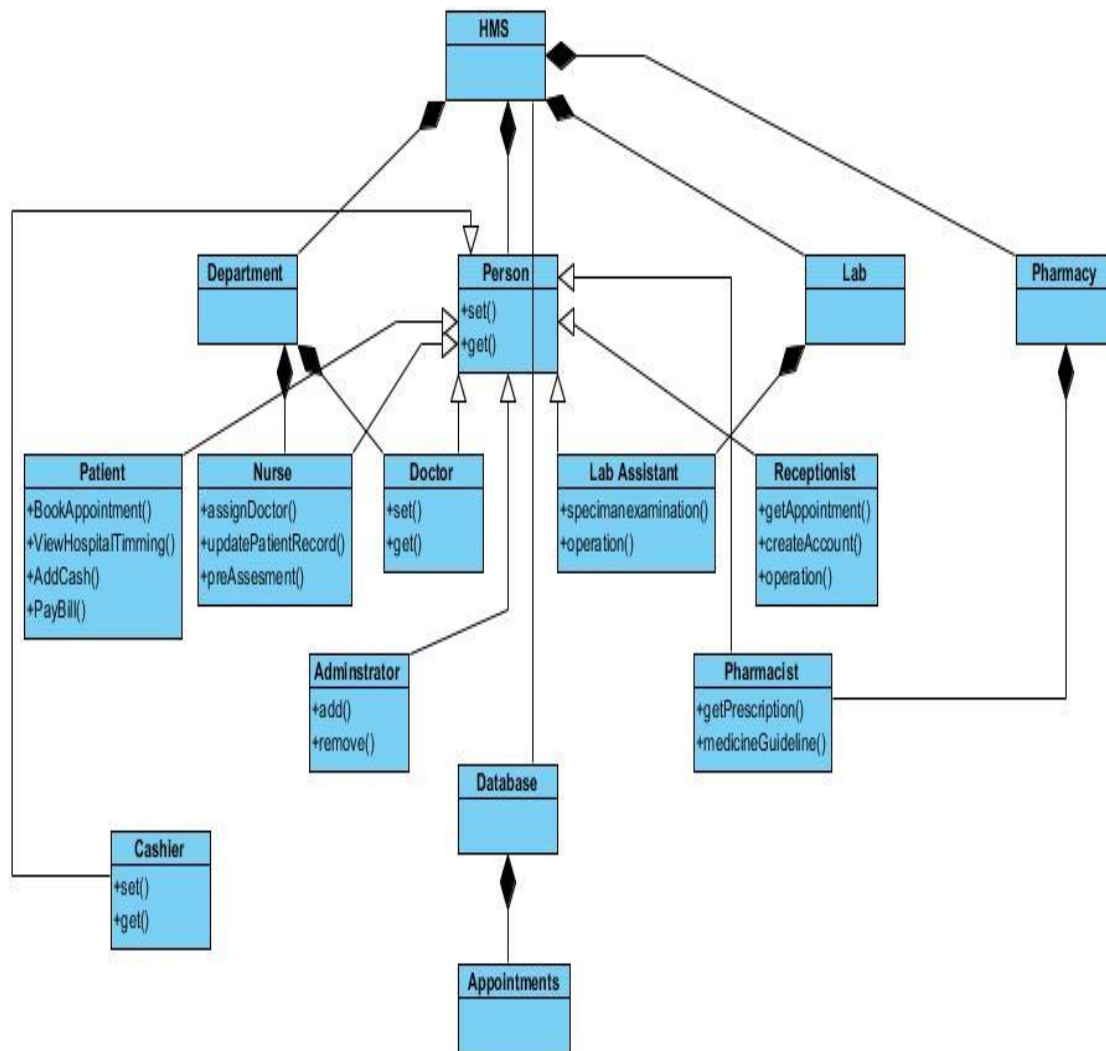 HMS
Department
Person
+set()
+get()
Lab
Pharmacy
Patient
+BookAppointment()
+ViewHospitalTimming()
+AddCash()
+PayBill()
Nurse
+assignDoctor()
+updatePatientRecord()
+preAssesment()
Doctor
+set()
+get()
Lab Assistant
+specimanexamination()
+operation()
Receptionist
+getAppointment()
+createAccount()
+operation()
Adminstrator
+add()
+remove()
Pharmacist
+getPrescription()
+medicineGuideline()
Database
Cashier
+set()
+get()
Appointments